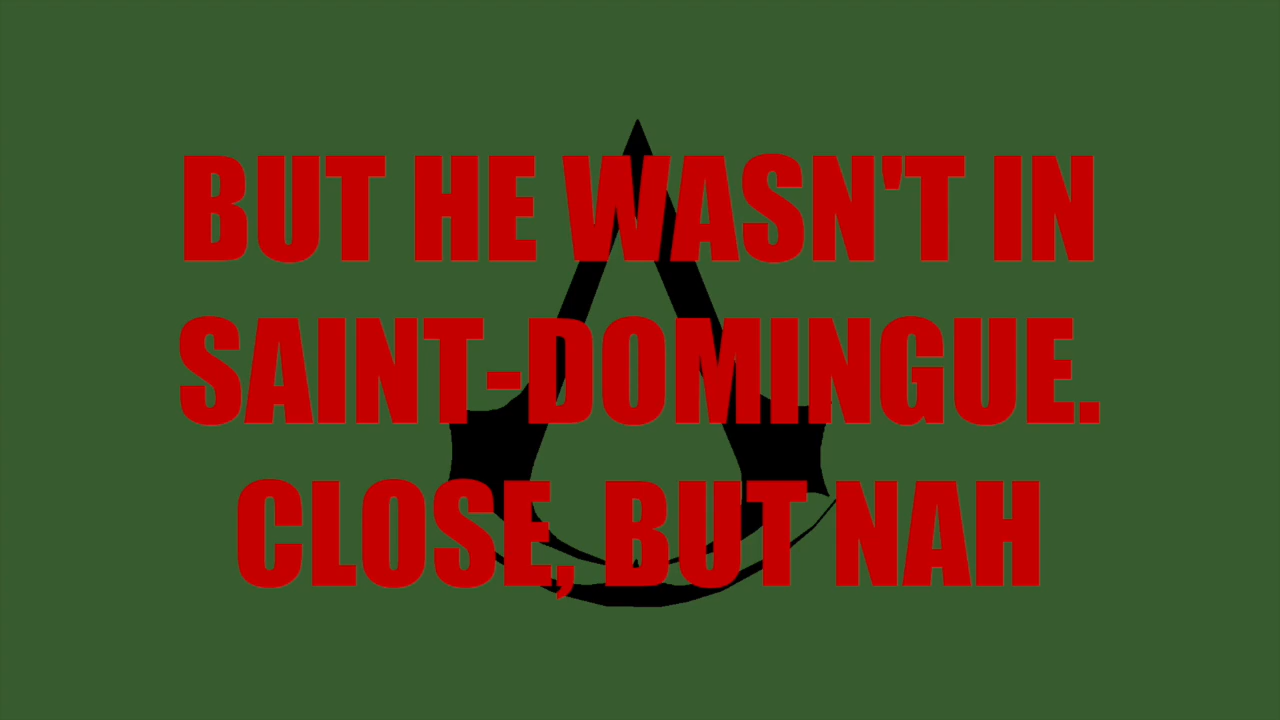 BUT HE WASN'T IN
SAINT-DOMINGUE.
CLOSE, BUT NAH